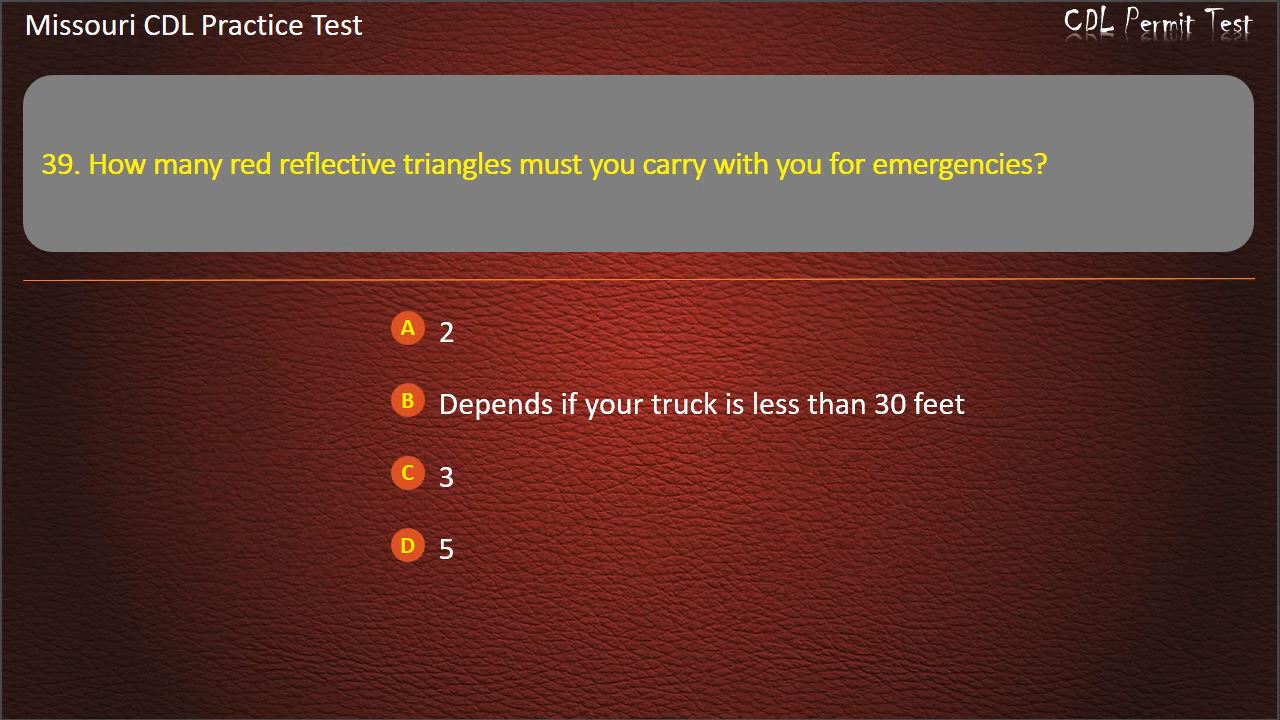 Missouri CDL Practice Test
CDL Permit Test
39. How many red reflective triangles must you carry with you for emergencies?
A 2
B Depends if your truck is less than 30 feet
C 3
D 5